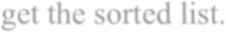 get the sorted list.